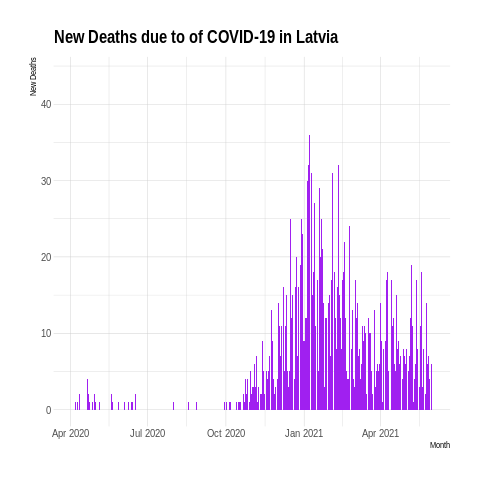 New Deaths due to of COVID-19 in Latvia
New Deaths
40
30
20
10
0
Apr 2020
Jul 2020
Oct 2020
Jan 2021
Apr 2021
Month